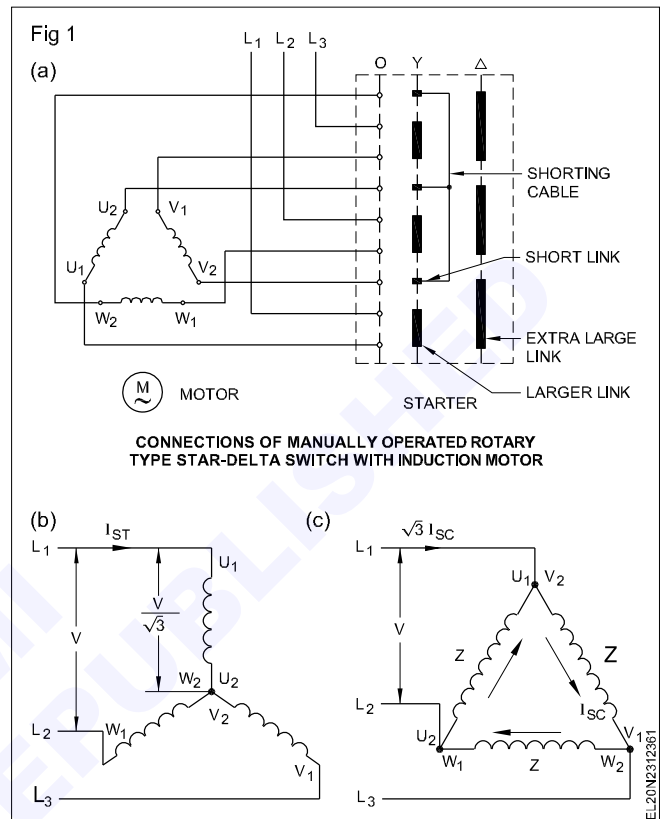 Fig 1
(a)
L1 L2 L3
O Y △
U2 V1
U1 V2
W2 W1
SHORTING
CABLE
SHORT LINK
EXTRA LARGE
LINK
LARGER LINK
M
~
MOTOR
STARTER
CONNECTIONS OF MANUALLY OPERATED ROTARY
TYPE STAR-DELTA SWITCH WITH INDUCTION MOTOR
(b)
L1
IST
U1
V
V
√3
W2 U2
V2
L2
W1
V1
L3
(c)
L1
√3 ISC
U1 V2
V
Z Z
ISC
L2
U2
W1
Z
W2
V1
L3
EL20N2312361